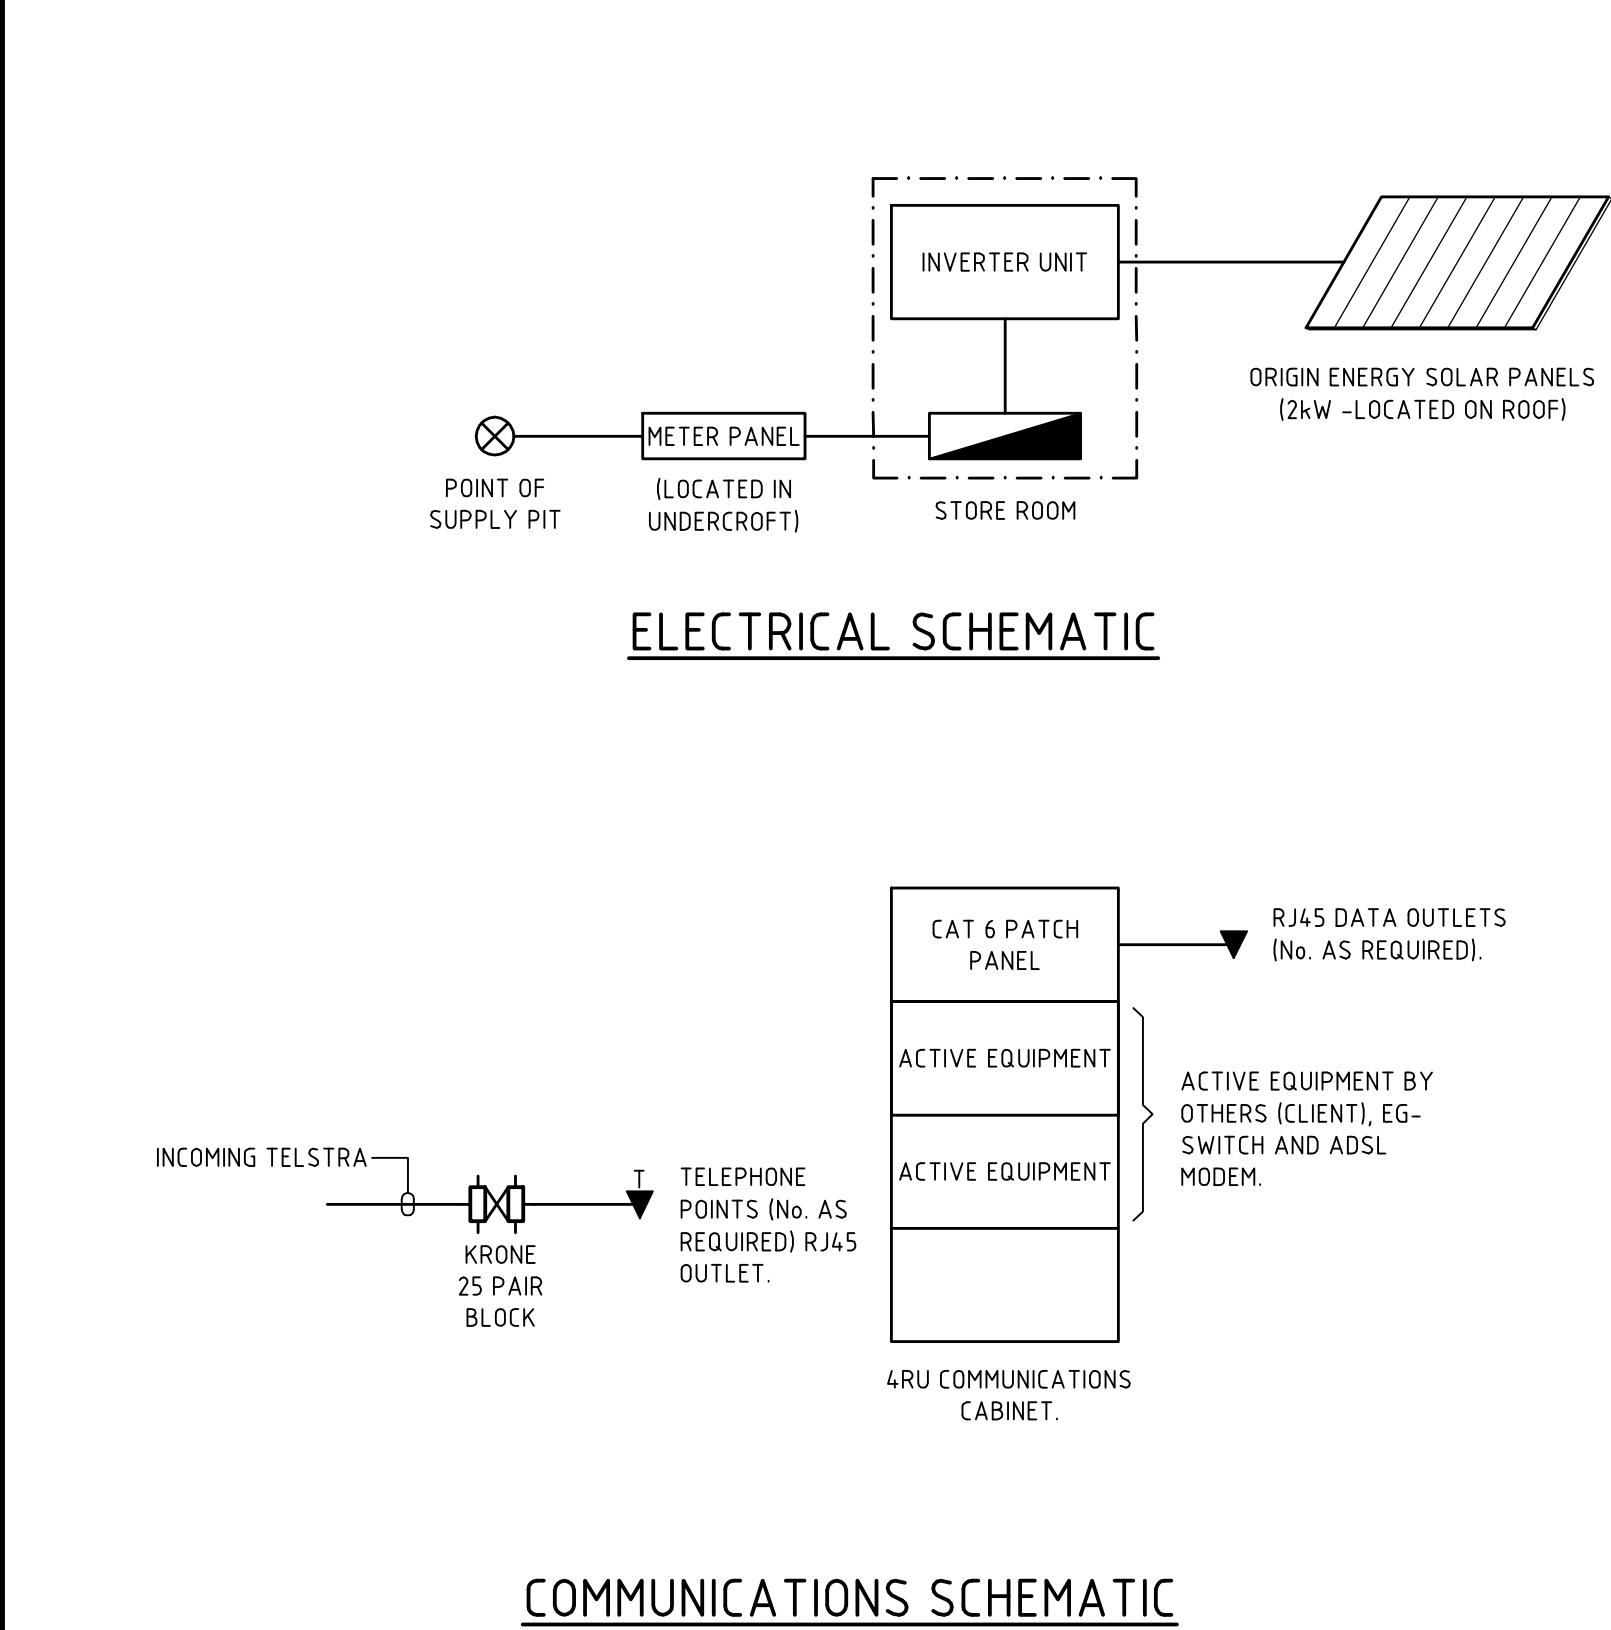 INVERTER UNIT
ORIGIN ENERGY SOLAR PANELS
(2kW -LOCATED ON ROOF)
METER PANEL
POINT OF
SUPPLY PIT
(LOCATED IN
UNDERCROFT)
STORE ROOM
ELECTRICAL SCHEMATIC
CAT 6 PATCH
PANEL
RJ45 DATA OUTLETS
(No. AS REQUIRED).
ACTIVE EQUIPMENT
ACTIVE EQUIPMENT
ACTIVE EQUIPMENT BY
OTHERS (CLIENT), EG-
SWITCH AND ADSL
MODEM.
INCOMING TELSTRA
T
TELEPHONE
POINTS (No. AS
REQUIRED) RJ45
OUTLET.
KRONE
25 PAIR
BLOCK
4RU COMMUNICATIONS
CABINET.
COMMUNICATIONS SCHEMATIC